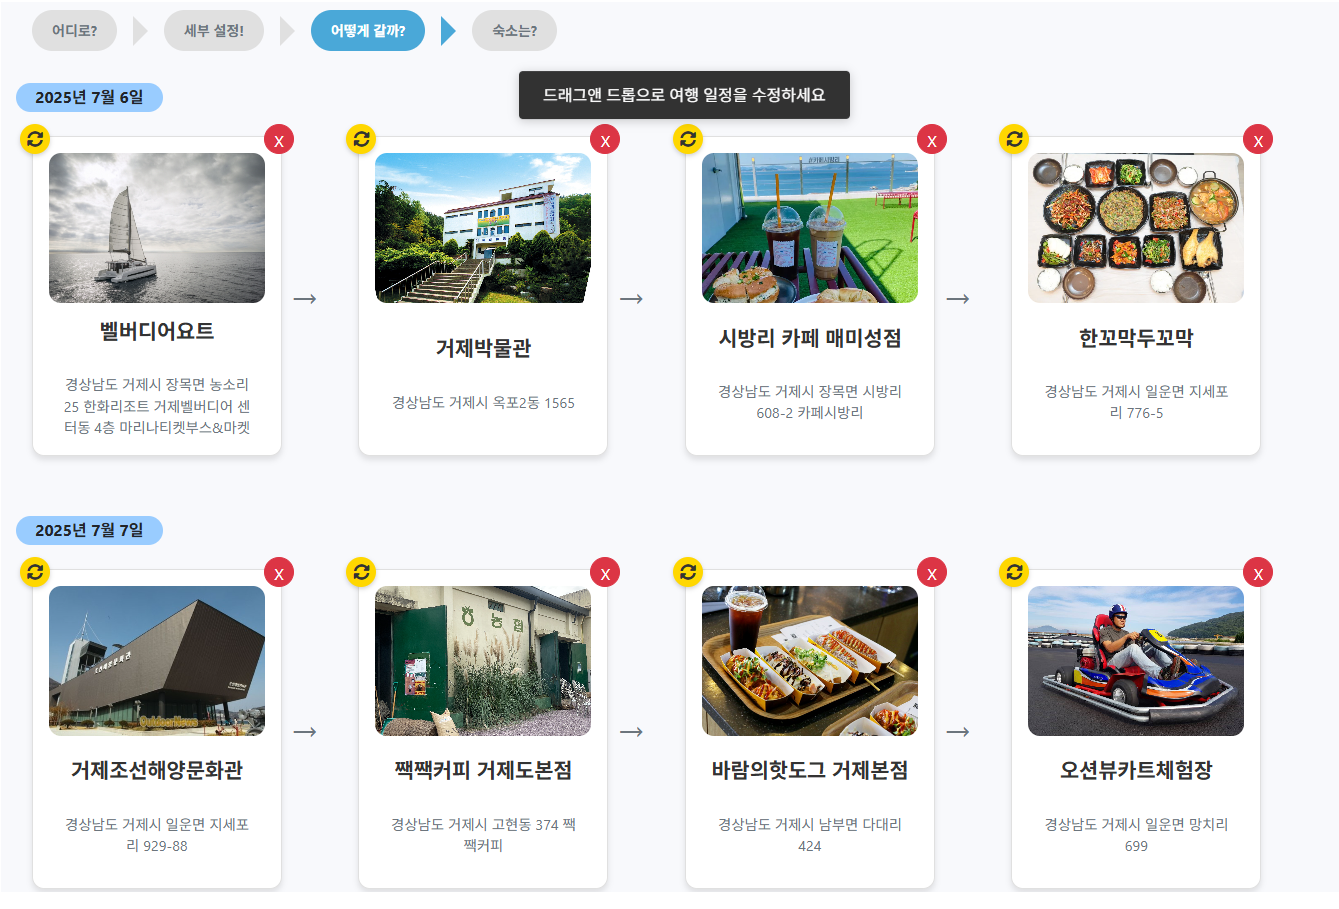 어디로?
세부 설정!
어떻게 갈까?
숙소는?
드래그앤 드롭으로 여행 일정을 수정하세요
2025년 7월 6일
X
X
X
X
벨버디어요트
경상남도 거제시 장목면 농소리
25 한화리조트 거제벨버디어 센
터동 4층 마리나티켓부스&마켓
거제박물관
경상남도 거제시 옥포2동 1565
시방리 카페 매미성점
경상남도 거제시 장목면 시방리
608-2 카페시방리
한꼬막두꼬막
경상남도 거제시 일운면 지세포
리 776-5
2025년 7월 7일
X
X
X
X
거제조선해양문화관
경상남도 거제시 일운면 지세포
리 929-88
농협
짹짹커피 거제도본점
경상남도 거제시 고현동 374 짹
짹커피
바람의핫도그 거제본점
경상남도 거제시 남부면 다대리
424
오션뷰카트체험장
경상남도 거제시 일운면 망치리
699